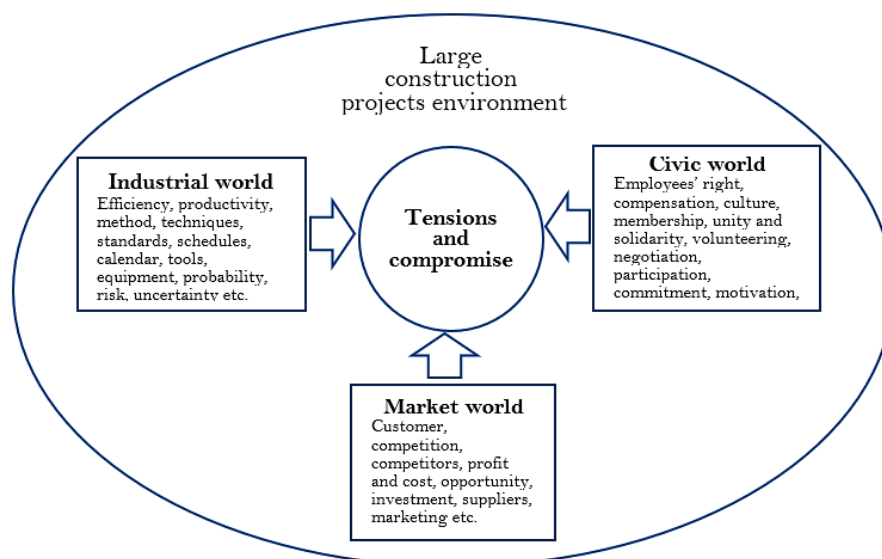 Large
construction
projects environment
Industrial world
Efficiency, productivity,
method, techniques,
standards, schedules,
calendar, tools,
equipment, probability,
risk, uncertainty etc.
Tensions
and
compromise
Civic world
Employees' right,
compensation, culture,
membership, unity and
solidarity, volunteering,
negotiation,
participation,
commitment, motivation,
Market world
Customer,
competition,
competitors, profit
and cost, opportunity,
investment, suppliers,
marketing etc.